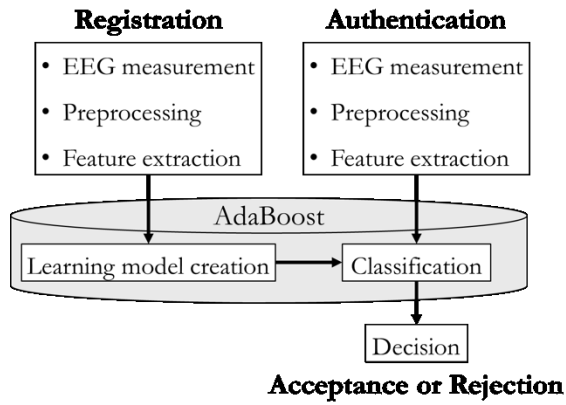 Registration
• EEG measurement
• Preprocessing
• Feature extraction
Authentication
• EEG measurement
• Preprocessing
• Feature extraction
AdaBoost
Learning model creation
Classification
Decision
Acceptance or Rejection